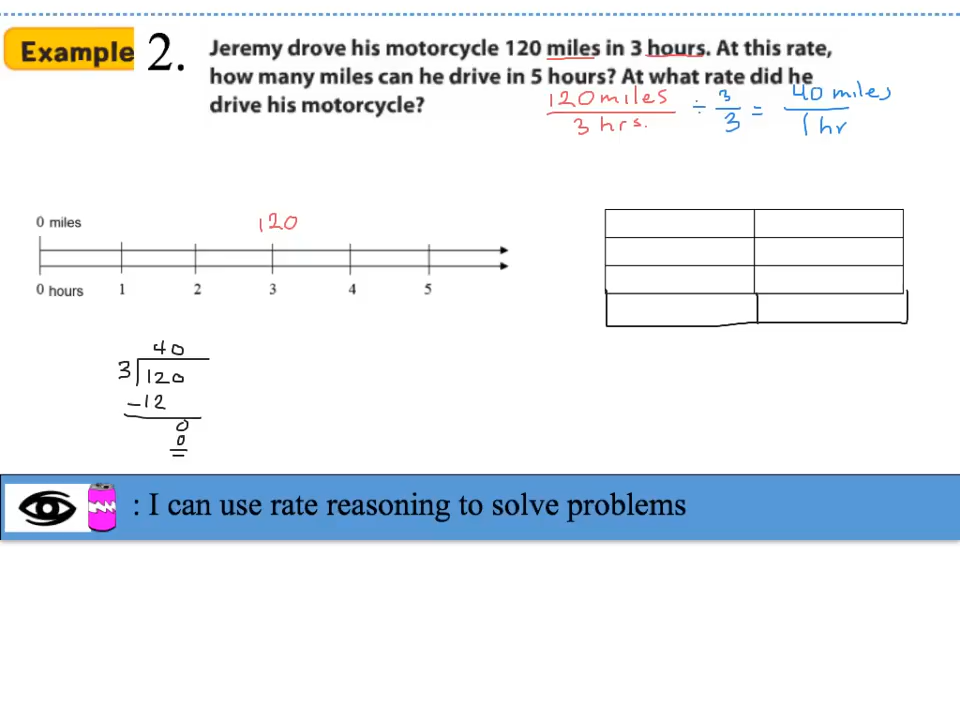 Example 2.
Jeremy drove his motorcycle 120 miles in 3 hours. At this rate,
how many miles can he drive in 5 hours? At what rate did he
drive his motorcycle?
120 miles ÷ 3 = 40 miles
3 hrs. 3 1 hr
0 miles 120
0 hours 1 2 3 4 5
40
3 120
-12
0
0
: I can use rate reasoning to solve problems